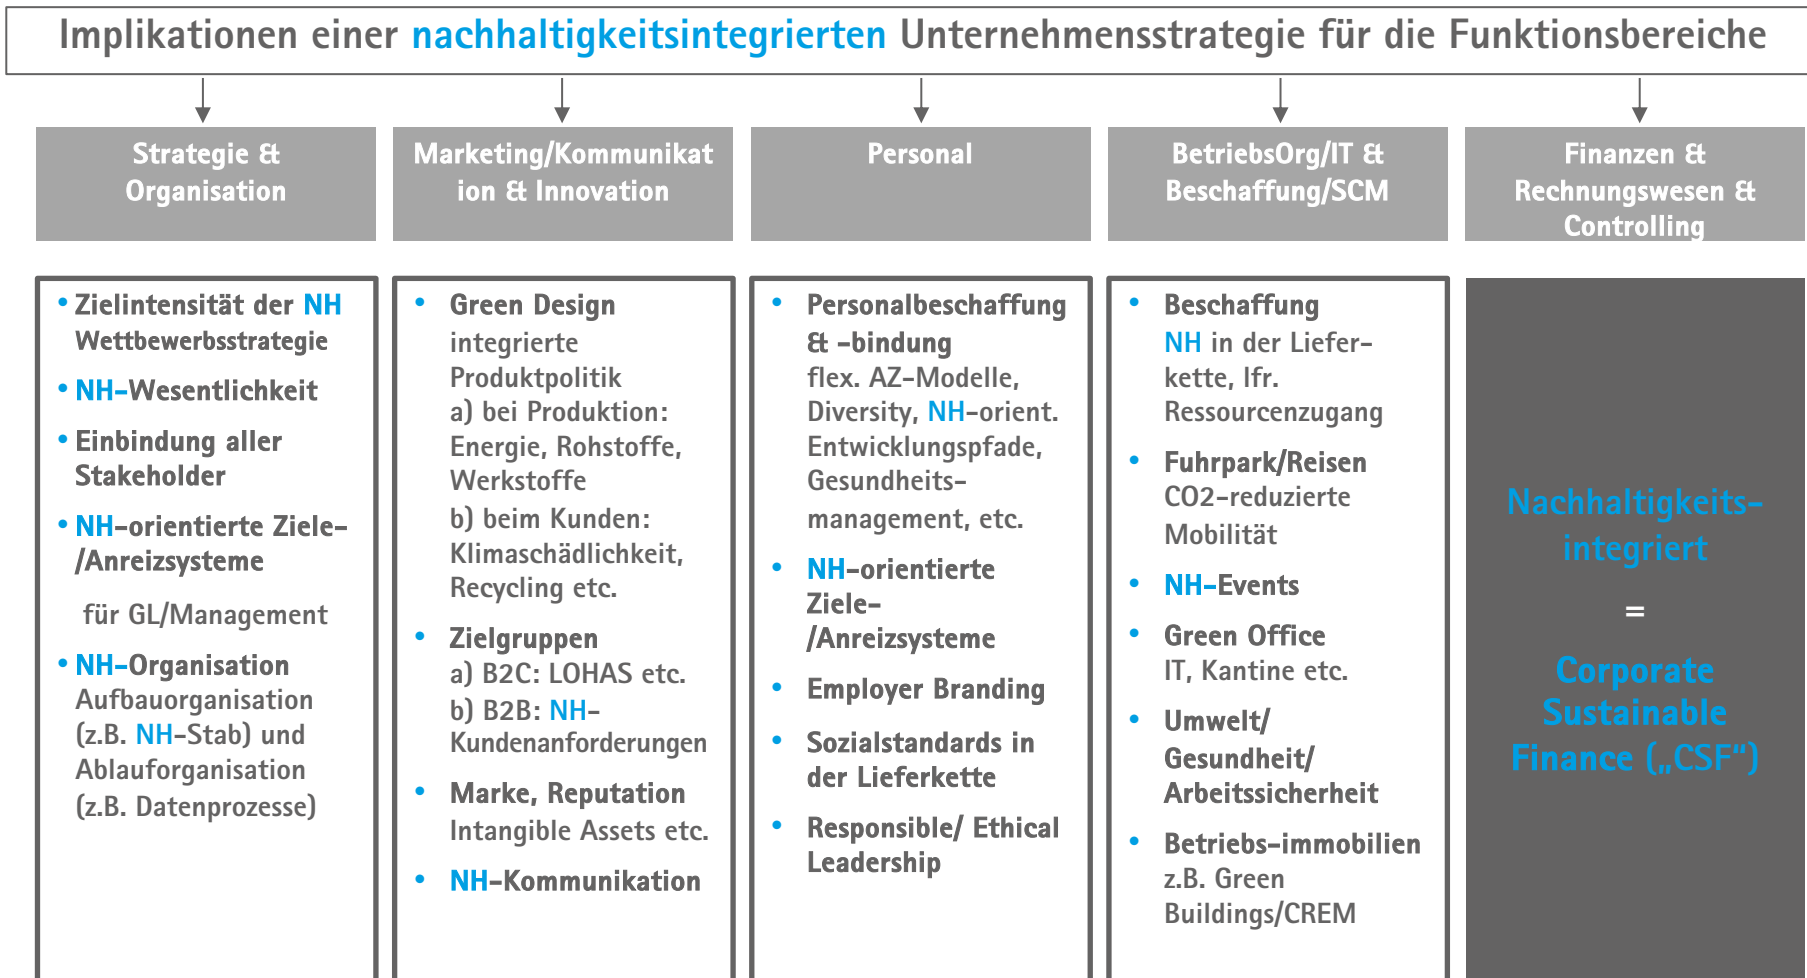 Implikationen einer nachhaltigkeitsintegrierten Unternehmensstrategie für die Funktionsbereiche
Strategie &
Organisation
Marketing/Kommunikat
ion & Innovation
Personal
BetriebsOrg/IT &
Beschaffung/SCM
Finanzen &
Rechnungswesen &
Controlling
• Zielintensität der NH
Wettbewerbsstrategie
• NH-Wesentlichkeit
• Einbindung aller
Stakeholder
• NH-orientierte Ziele-
/Anreizsysteme
für GL/Management
• NH-Organisation
Aufbauorganisation
(z.B. NH-Stab) und
Ablauforganisation
(z.B. Datenprozesse)
• Green Design
integrierte
Produktpolitik
a) bei Produktion:
Energie, Rohstoffe,
Werkstoffe
b) beim Kunden:
Klimaschädlichkeit,
Recycling etc.
• Zielgruppen
a) B2C: LOHAS etc.
b) B2B: NH-
Kundenanforderungen
• Marke, Reputation
Intangible Assets etc.
• NH-Kommunikation
• Personalbeschaffung
& -bindung
flex. AZ-Modelle,
Diversity, NH-orient.
Entwicklungspfade,
Gesundheits-
management, etc.
• NH-orientierte
Ziele-
/Anreizsysteme
• Employer Branding
• Sozialstandards in
der Lieferkette
• Responsible/ Ethical
Leadership
• Beschaffung
NH in der Liefer-
kette, lfr.
Ressourcenzugang
• Fuhrpark/Reisen
CO2-reduzierte
Mobilität
• NH-Events
• Green Office
IT, Kantine etc.
• Umwelt/
Gesundheit/
Arbeitssicherheit
• Betriebs-immobilien
z.B. Green
Buildings/CREM
Nachhaltigkeits-
integriert
=
Corporate
Sustainable
Finance („CSF“)